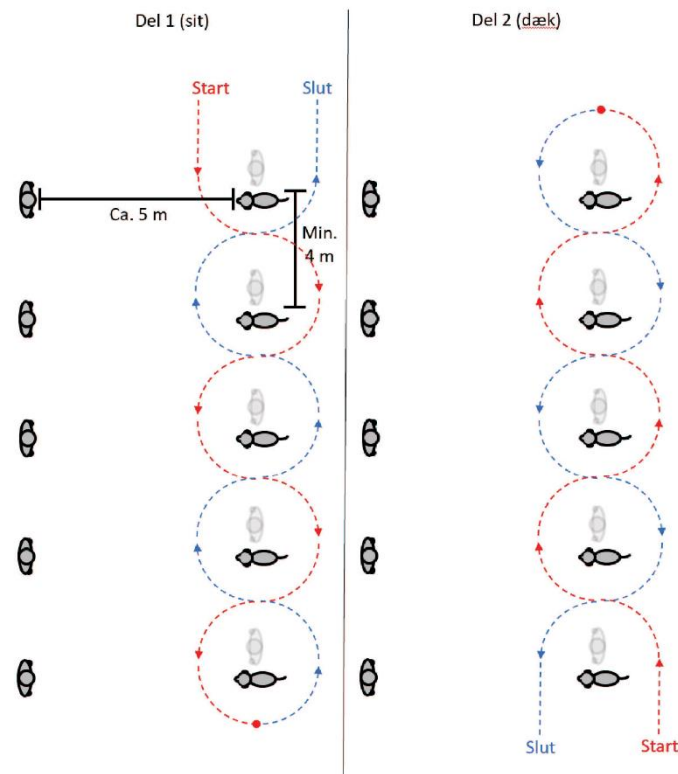 Del 1 (sit)
Start
Slut
Ca. 5 m
Min.
4 m
Del 2 (dæk)
Slut
Start